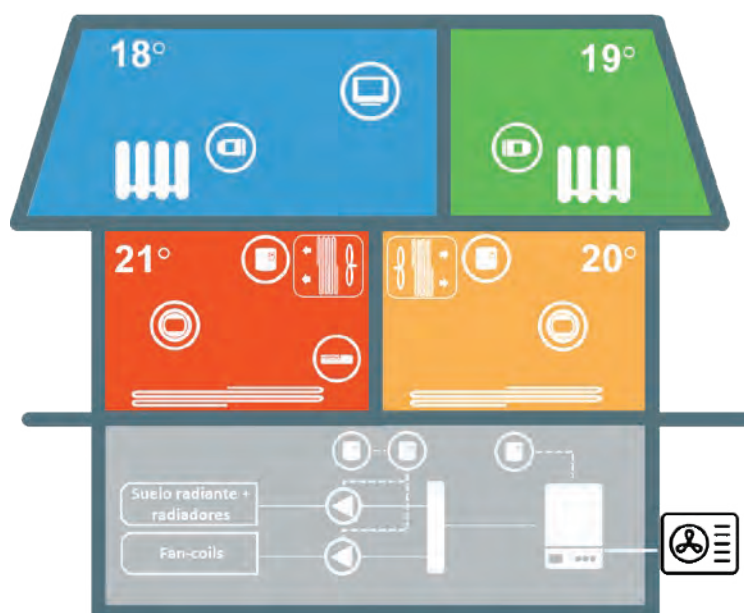 18°
19°
21°
20°
Suelo radiante +
radiadores
Fan-coils